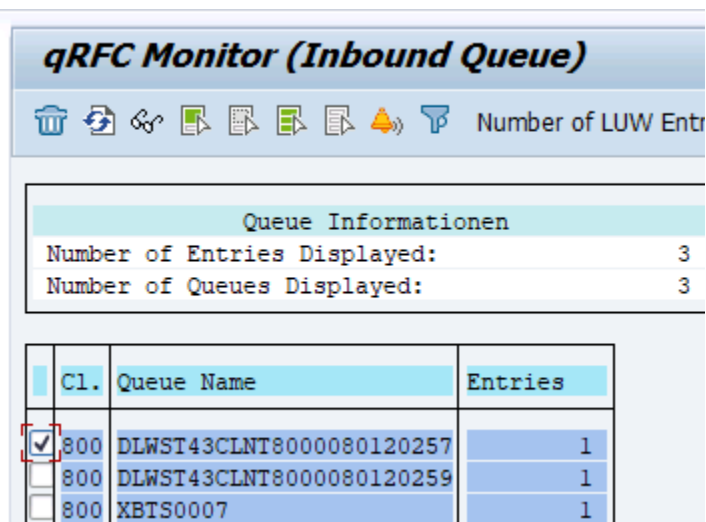 qRFC Monitor (Inbound Queue)
Number of LUW Entr
Queue Informationen
Number of Entries Displayed: 3
Number of Queues Displayed: 3
Cl. Queue Name Entries
800 DLWST43CLNT8000080120257 1
800 DLWST43CLNT8000080120259 1
800 XBTS0007 1